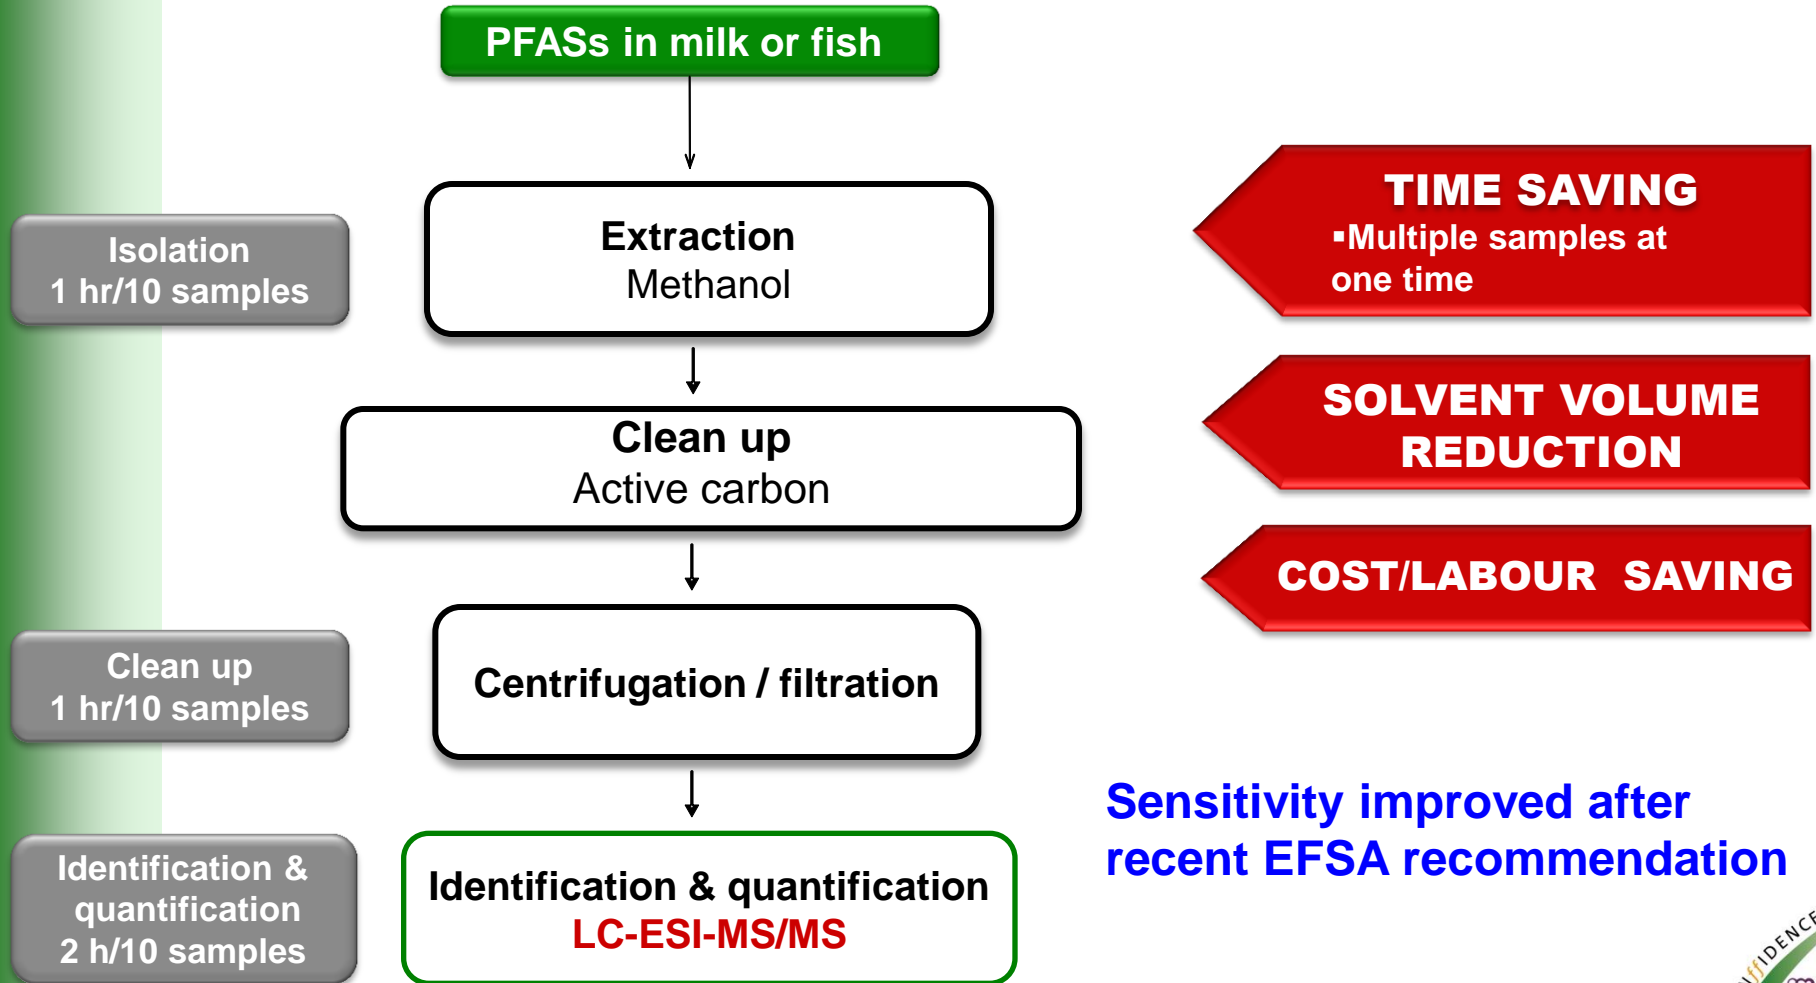 PFASs in milk or fish
Isolation
1 hr/10 samples
Extraction
Methanol
TIME SAVING
▪Multiple samples at
one time
Clean up
Active carbon
SOLVENT VOLUME
REDUCTION
COST/LABOUR SAVING
Clean up
1 hr/10 samples
Centrifugation / filtration
Sensitivity improved after
recent EFSA recommendation
Identification &
quantification
2 h/10 samples
Identification & quantification
LC-ESI-MS/MS